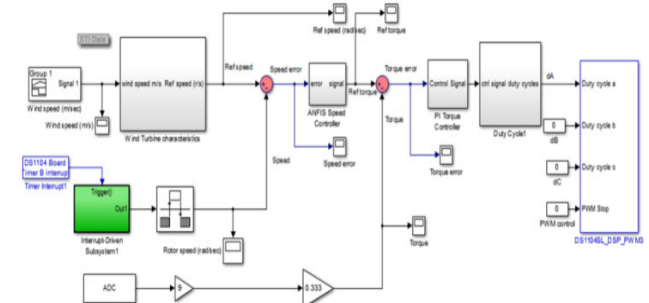 RTI Data
Group 1
Signal 1
Wind speed (m/sec)
Wind speed (m/s)
wind speed m/s Ref speed (r/s)
Wind Turbine characteristics
Ref speed (rad/sec)
Ref torque
Ref speed
Speed error
error signal
ANFIS Speed
Controller
Ref torque
Torque error
Control Signal
PI Torque
Controller
ctrl signal duty cycles
Duty Cycle1
dA
Duty cycle a
0
dB
Duty cycle b
0
dC
Duty cycle c
0
PWM control
PWM Stop
DS1104SL_DSP_PWM3
Speed error
Torque error
Torque
Speed
DS1104 Board
Timer B interrupt
Timer Interrupt1
Trigger()
Out1
Interrupt-Driven
Subsystem1
Rotor speed (rad/sec)
Torque
ADC
9
0.333